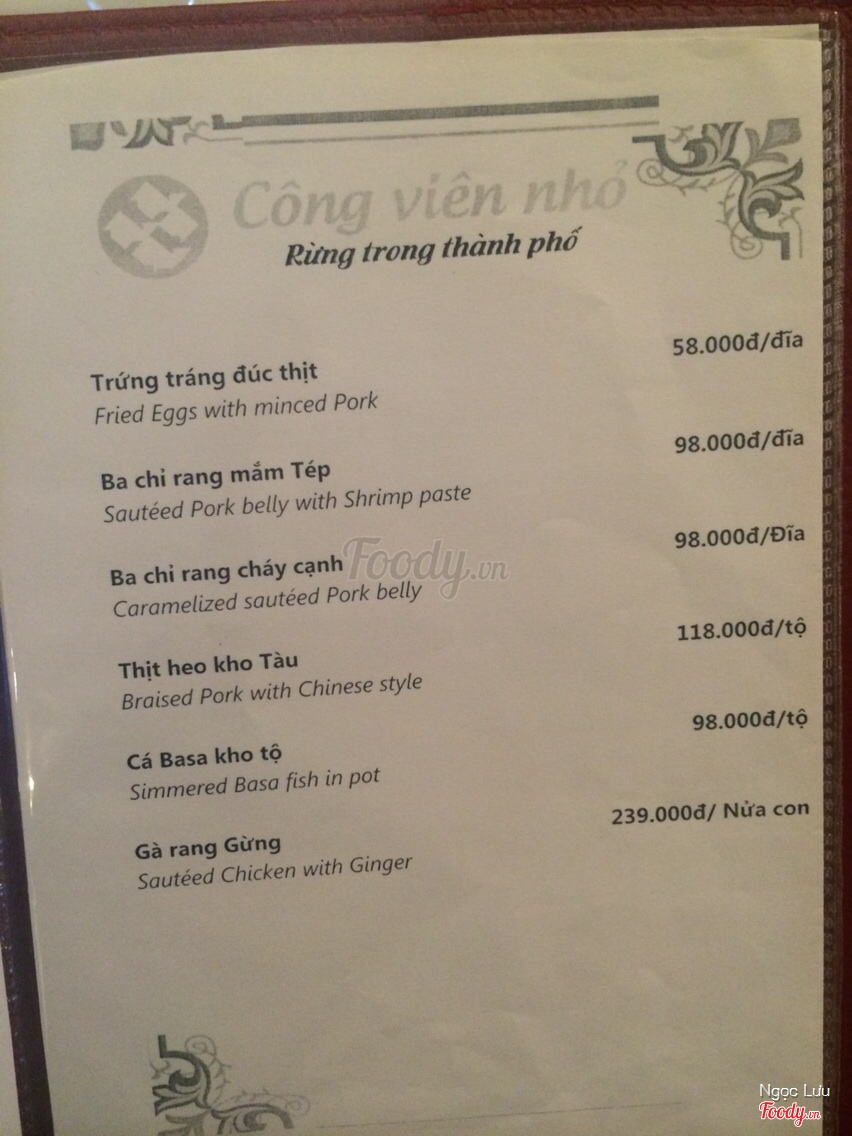 Công viên nhỏ
Rừng trong thành phố
58.000đ/đĩa
Trứng tráng đúc thịt
Fried Eggs with minced Pork
98.000đ/đĩa
Ba chỉ rang mắm Tép
Sautéed Pork belly with Shrimp paste
98.000đ/Đĩa
Ba chỉ rang cháy cạnh
Caramelized sautéed Pork belly
118.000đ/tộ
Thịt heo kho Tàu
Braised Pork with Chinese style
98.000đ/tộ
Cá Basa kho tộ
Simmered Basa fish in pot
239.000đ/ Nửa con
Gà rang Gừng
Sautéed Chicken with Ginger
Foody.vn
Ngọc Lưu
Foody.vn